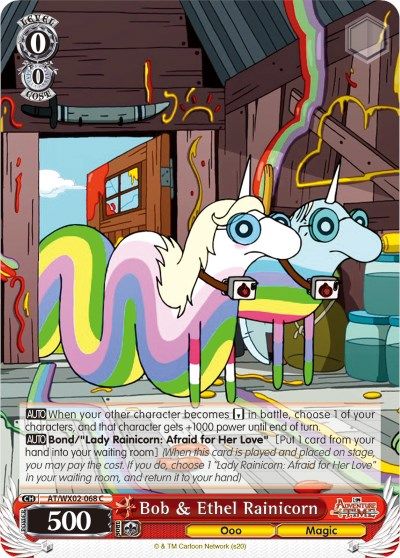 LEVEL
0
0
COST
AUTO When your other character becomes [ ] in battle, choose 1 of your
characters, and that character gets +1000 power until end of turn.
AUTO Bond/"Lady Rainicorn: Afraid for Her Love" [Put 1 card from your
hand into your waiting room] (When this card is played and placed on stage,
you may pay the cost. If you do, choose 1 "Lady Rainicorn: Afraid for Her Love"
in your waiting room, and return it to your hand)
CH AT/WX02-068 C
POWER 500
Bob & Ethel Rainicorn
ADVENTURE TIME
Ooo Magic
© & TM Cartoon Network (s20)